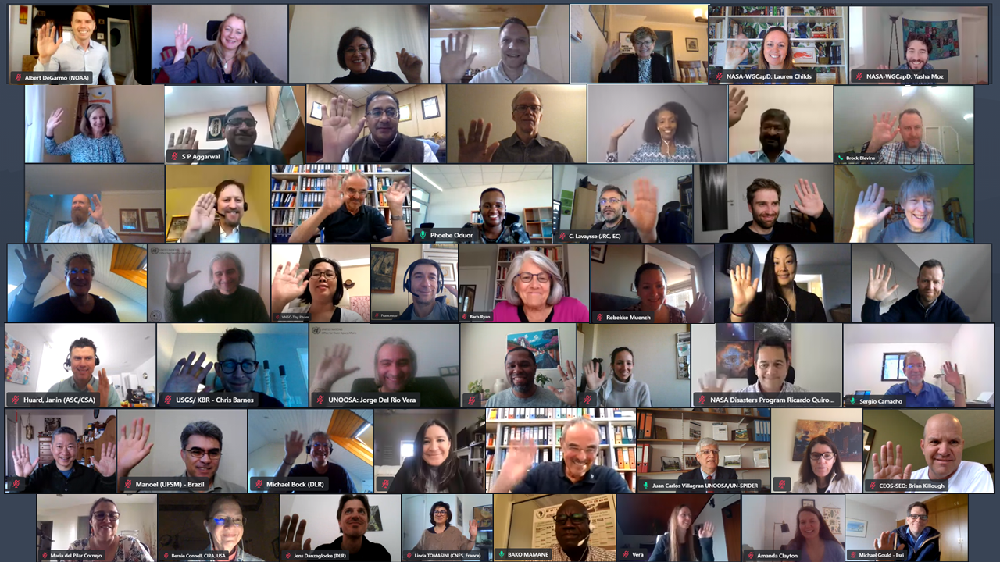 Albert DeGarmo (NOAA)
NASA-WGCapD: Lauren Childs
NASA-WGCapD: Yasha Moz
S P Aggarwal
Brock Blevins
Phoebe Oduor
C. Lavaysse (JRC, EC)
VNSC-Thy Pham
Francesco
Barb Ryan
Rebekke Muench
Huard, Janin (ASC/CSA)
USGS/ KBR - Chris Barnes
UNOOSA: Jorge Del Rio Vera
NASA Disasters Program Ricardo Quiro...
Sergio Camacho
Manoel (UFSM) - Brazil
Michael Bock (DLR)
Juan Carlos Villagran UNOOSA/UN-SPIDER
CEOS-SEO: Brian Killough
Maria del Pilar Cornejo
Bernie Connell, CIRA, USA
Jens Danzeglocke (DLR)
Linda TOMASINI (CNES, France)
BAKO MAMANE
Vera
Amanda Clayton
Michael Gould - Esri